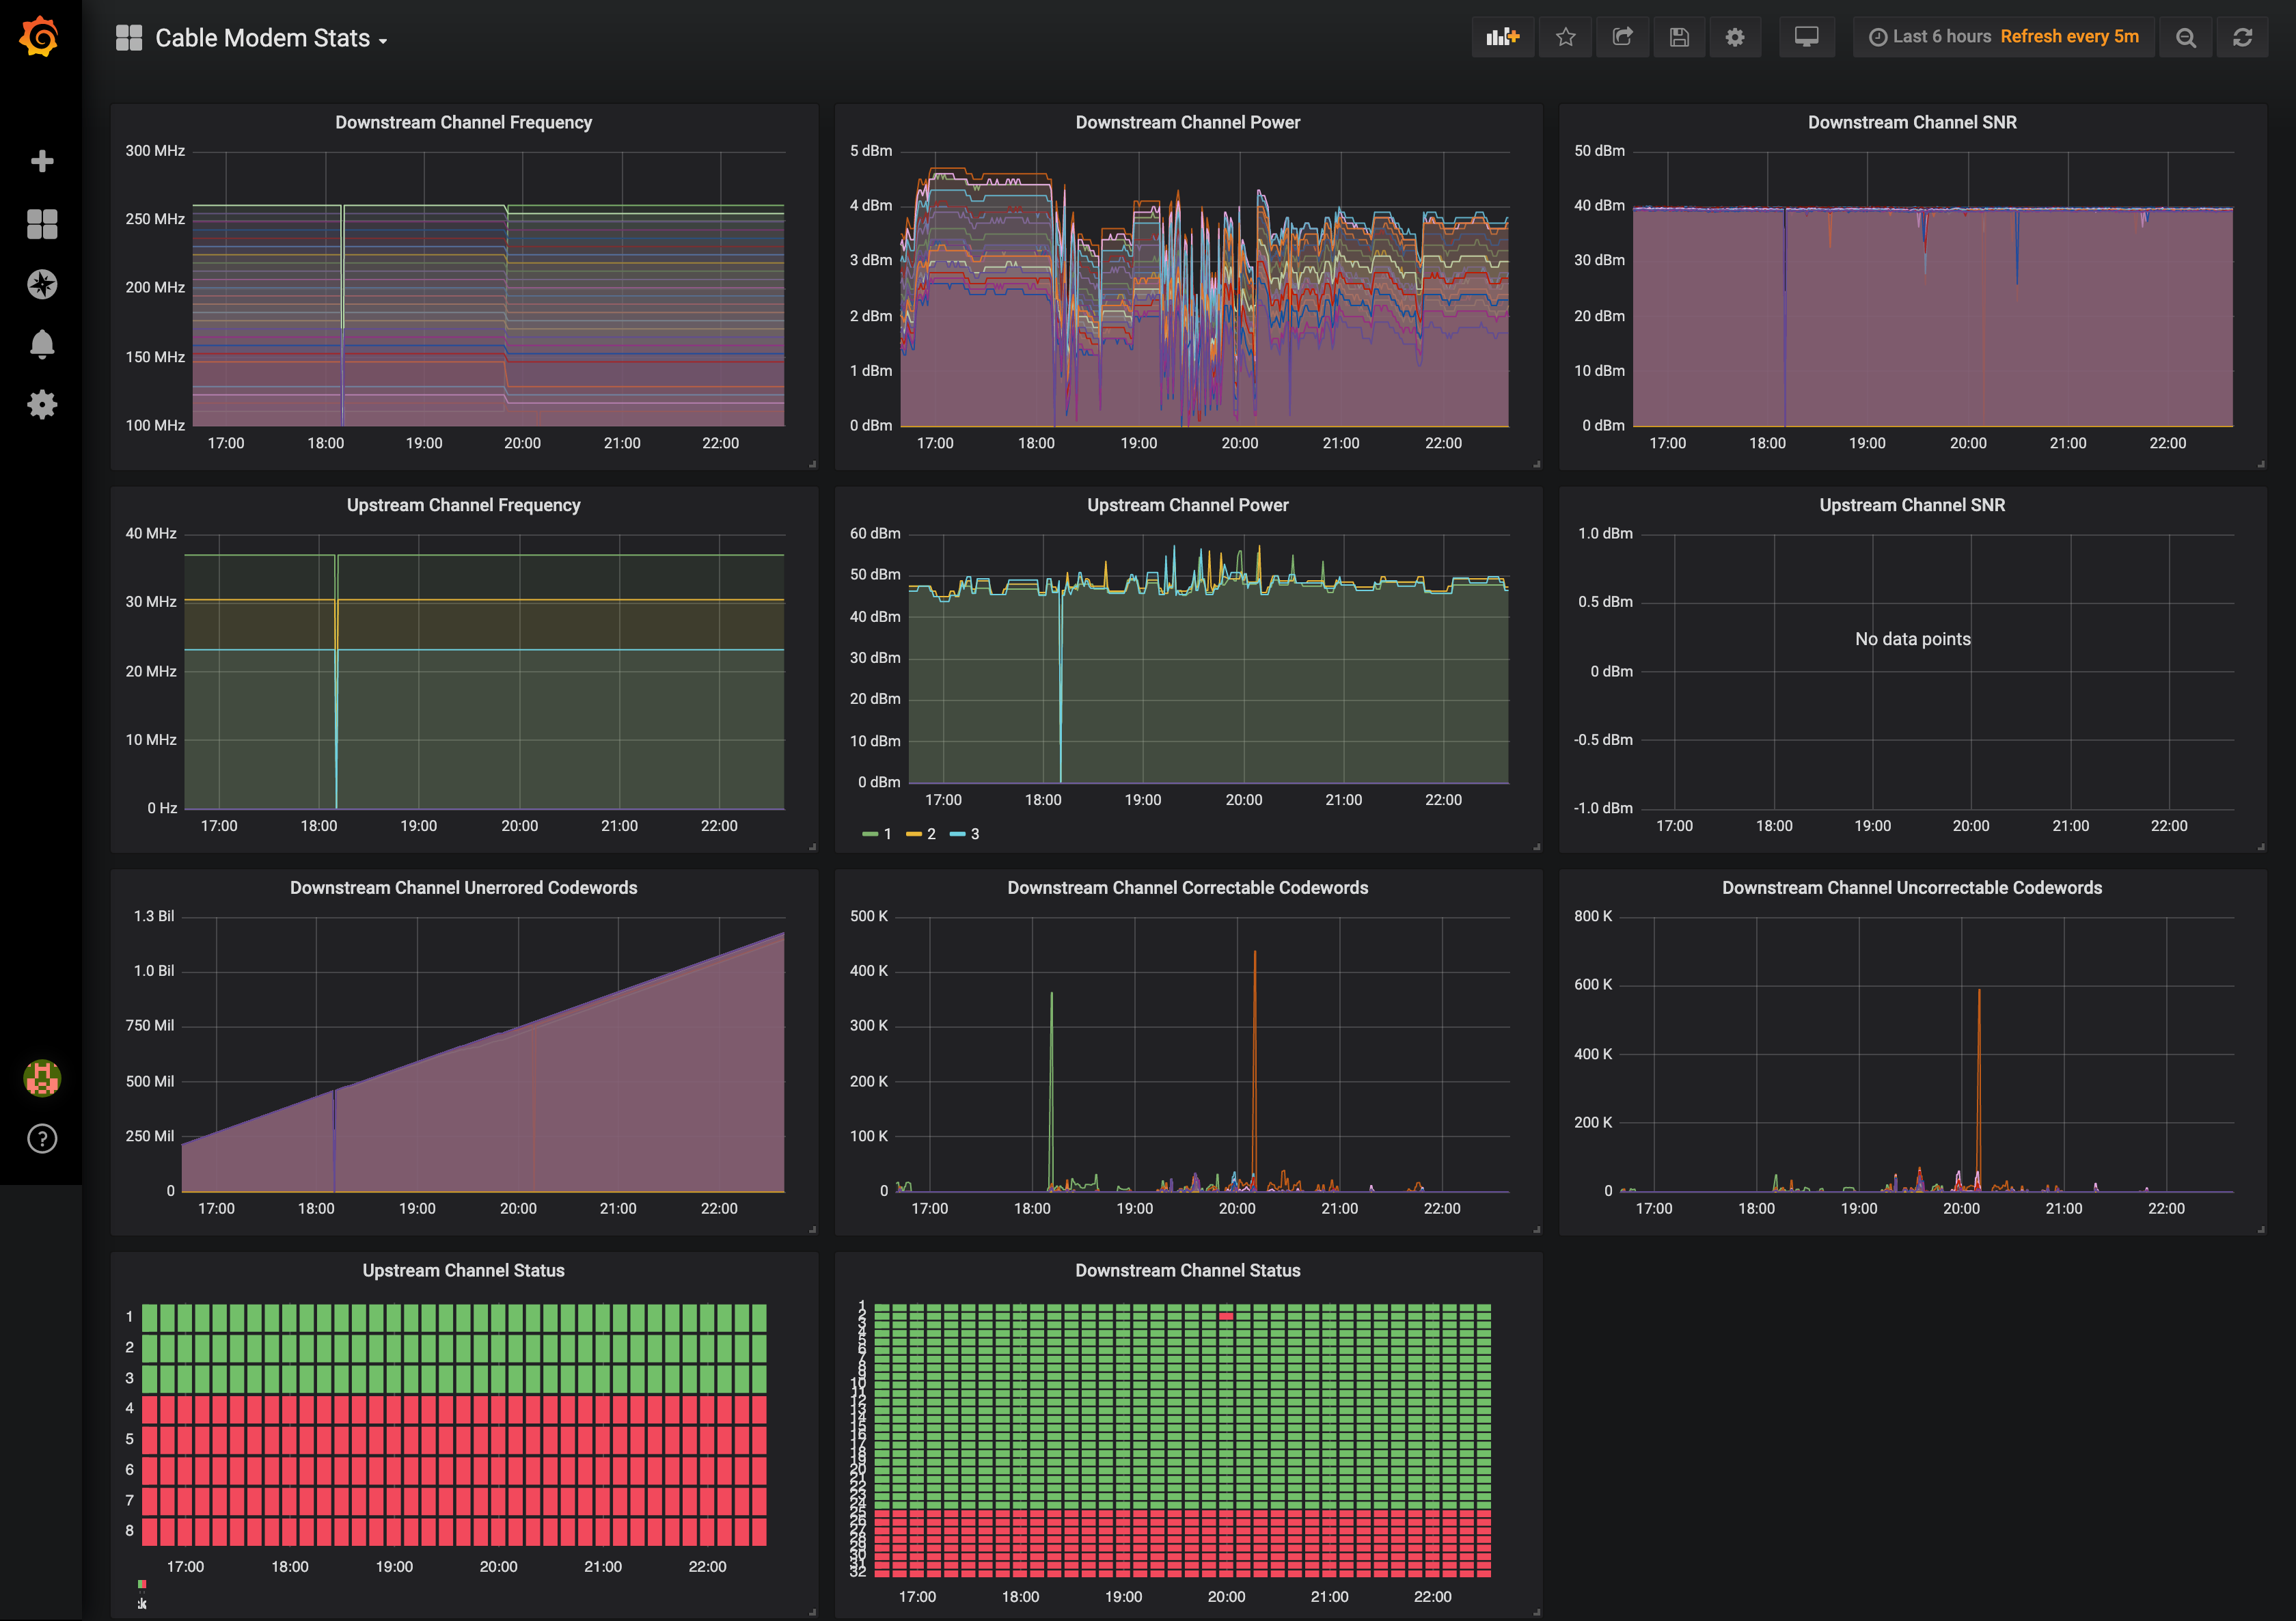 Cable Modem Stats
Last 6 hours Refresh every 5m
Downstream Channel Frequency
300 MHz
250 MHz
200 MHz
150 MHz
100 MHz
17:00 18:00 19:00 20:00 21:00 22:00
Downstream Channel Power
5 dBm
4 dBm
3 dBm
2 dBm
1 dBm
0 dBm
17:00 18:00 19:00 20:00 21:00 22:00
Downstream Channel SNR
50 dBm
40 dBm
30 dBm
20 dBm
10 dBm
0 dBm
17:00 18:00 19:00 20:00 21:00 22:00
Upstream Channel Frequency
40 MHz
30 MHz
20 MHz
10 MHz
0 Hz
17:00 18:00 19:00 20:00 21:00 22:00
Upstream Channel Power
60 dBm
50 dBm
40 dBm
30 dBm
20 dBm
10 dBm
0 dBm
17:00 18:00 19:00 20:00 21:00 22:00
1 2 3
Upstream Channel SNR
1.0 dBm
0.5 dBm
No data points
0 dBm
-0.5 dBm
-1.0 dBm
17:00 18:00 19:00 20:00 21:00 22:00
Downstream Channel Unerrored Codewords
1.3 Bil
1.0 Bil
750 Mil
500 Mil
250 Mil
0
17:00 18:00 19:00 20:00 21:00 22:00
Downstream Channel Correctable Codewords
500 K
400 K
300 K
200 K
100 K
0
17:00 18:00 19:00 20:00 21:00 22:00
Downstream Channel Uncorrectable Codewords
800 K
600 K
400 K
200 K
0
17:00 18:00 19:00 20:00 21:00 22:00
Upstream Channel Status
1
2
3
4
5
6
7
8
17:00 18:00 19:00 20:00 21:00 22:00
Downstream Channel Status
1
2
3
4
5
6
7
8
9
10
11
12
13
14
15
16
17
18
19
20
21
22
23
24
25
26
27
28
29
30
31
32
17:00 18:00 19:00 20:00 21:00 22:00